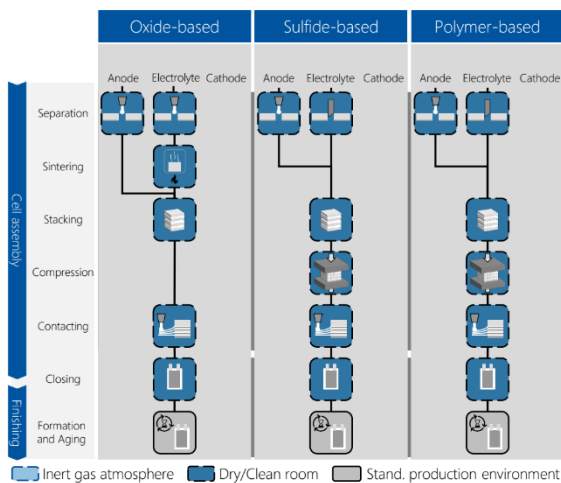 Oxide-based Sulfide-based Polymer-based
Anode Electrolyte Cathode Anode Electrolyte Cathode Anode Electrolyte Cathode
Separation
Sintering
Stacking
Compression
Contacting
Closing
Formation
and Aging
Cell assembly
Finishing
Inert gas atmosphere Dry/Clean room Stand. production environment